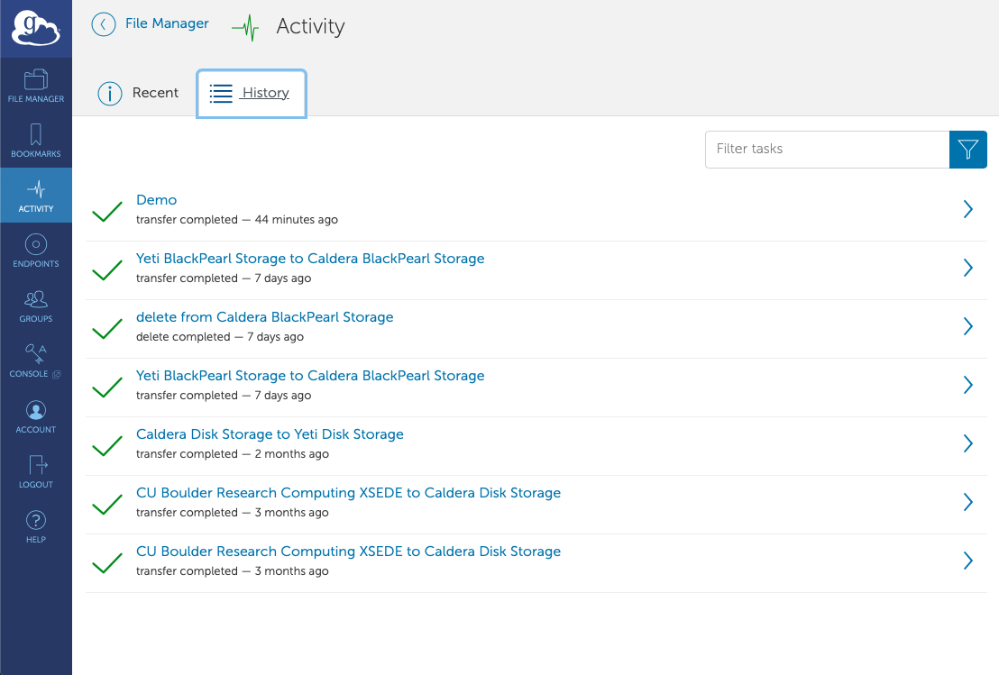 g
File Manager
Activity
Recent
History
FILE MANAGER
BOOKMARKS
ACTIVITY
ENDPOINTS
GROUPS
CONSOLE
ACCOUNT
LOGOUT
HELP
Filter tasks
Demo
transfer completed — 44 minutes ago
Yeti BlackPearl Storage to Caldera BlackPearl Storage
transfer completed — 7 days ago
delete from Caldera BlackPearl Storage
delete completed — 7 days ago
Yeti BlackPearl Storage to Caldera BlackPearl Storage
transfer completed — 7 days ago
Caldera Disk Storage to Yeti Disk Storage
transfer completed — 2 months ago
CU Boulder Research Computing XSEDE to Caldera Disk Storage
transfer completed — 3 months ago
CU Boulder Research Computing XSEDE to Caldera Disk Storage
transfer completed — 3 months ago